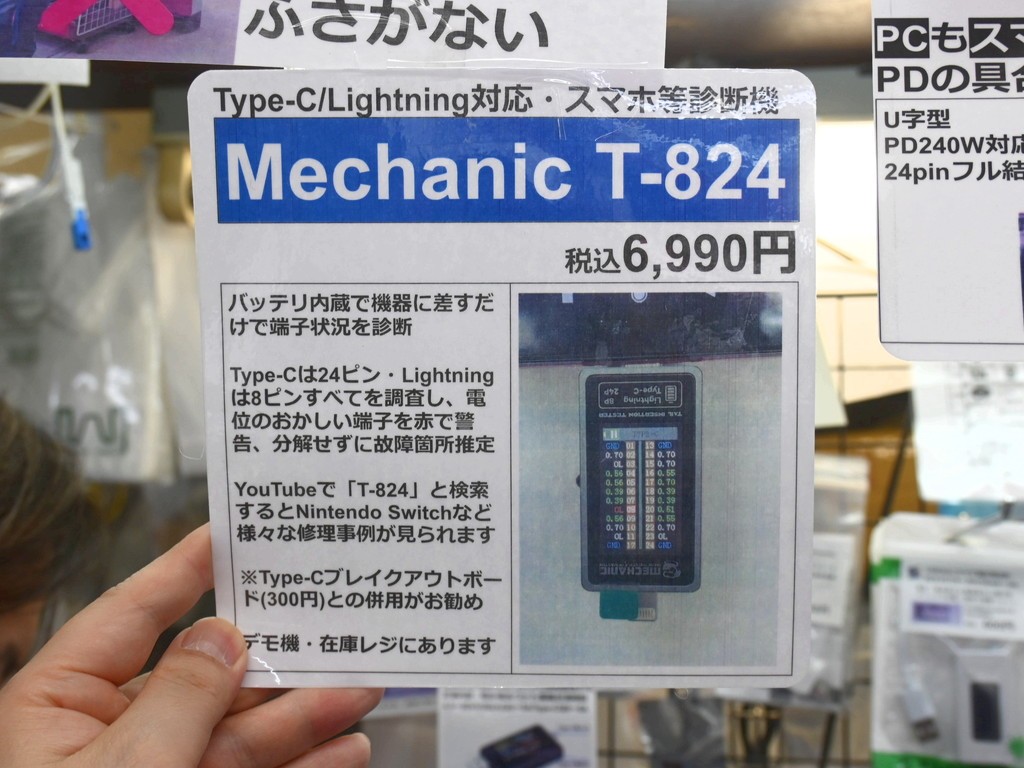 ふさがない
Type-C/Lightning対応・スマホ等診断機
Mechanic T-824
税込6,990円
バッテリ内蔵で機器に差すだ
けで端子状況を診断
Type-Cは24ピン・Lightning
は8ピンすべてを調査し、電
位のおかしい端子を赤で警
告、分解せずに故障箇所推定
YouTubeで「T-824」と検索
するとNintendo Switchなど
様々な修理事例が見られます
※Type-Cブレイクアウトボー
ド(300円)との併用がお勧め
デモ機・在庫レジにあります
TAIL INSERTION TESTER
Lightning 8P
Type-C 24P
MECHANIC
PCもスマ
PDの具合
U字型
PD240W対応
24pinフル結